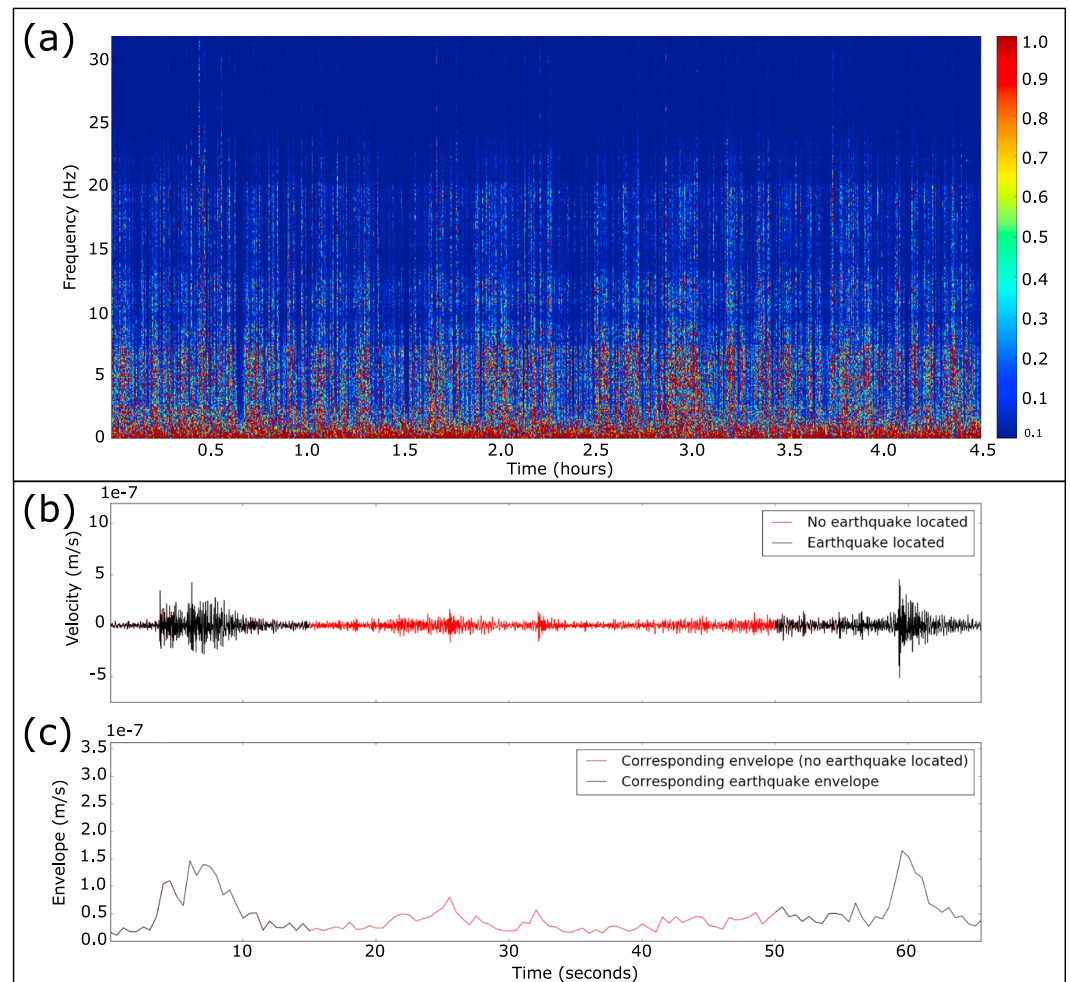 (a)
30
25
20
15
10
5
0
Frequency (Hz)
0.5 1.0 1.5 2.0 2.5 3.0 3.5 4.0 4.5
Time (hours)
1.0
0.9
0.8
0.7
0.6
0.5
0.4
0.3
0.2
0.1
(b)
1e-7
10
5
0
-5
Velocity (m/s)
No earthquake located
Earthquake located
(c)
1e-7
3.5
3.0
2.5
2.0
1.5
1.0
0.5
0.0
Envelope (m/s)
Corresponding envelope (no earthquake located)
Corresponding earthquake envelope
10 20 30 40 50 60
Time (seconds)